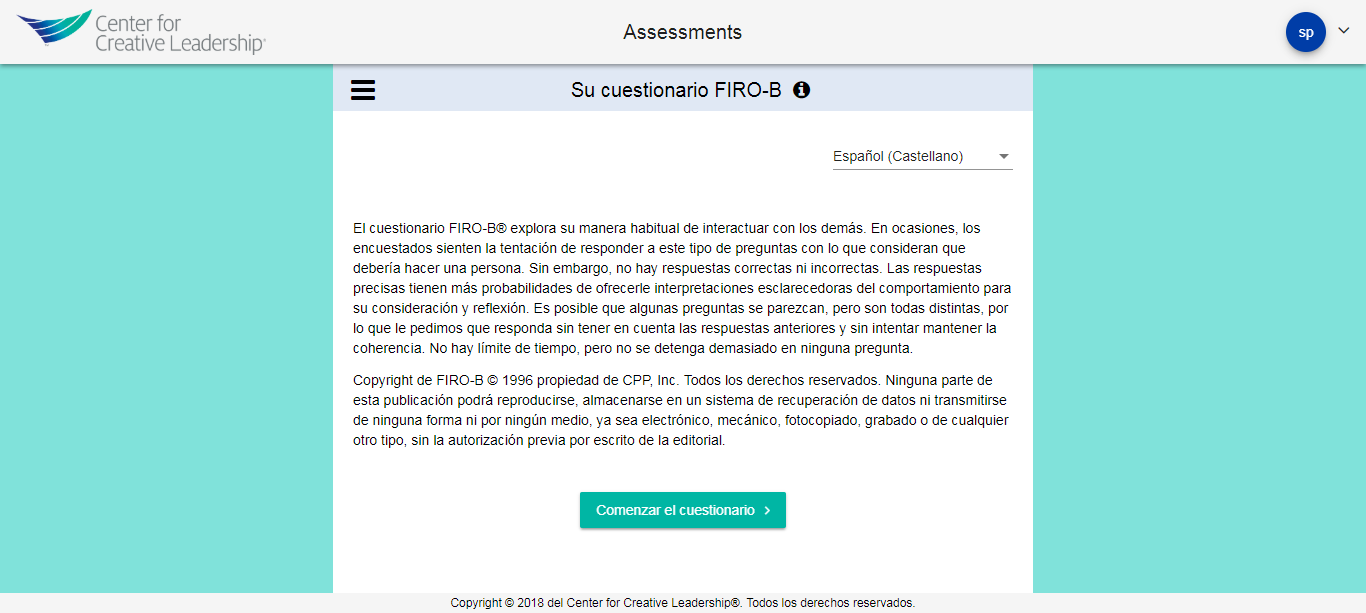 Center for
Creative Leadership®
Assessments
sp
Su cuestionario FIRO-B
Español (Castellano)
El cuestionario FIRO-B® explora su manera habitual de interactuar con los demás. En ocasiones, los
encuestados sienten la tentación de responder a este tipo de preguntas con lo que consideran que
debería hacer una persona. Sin embargo, no hay respuestas correctas ni incorrectas. Las respuestas
precisas tienen más probabilidades de ofrecerle interpretaciones esclarecedoras del comportamiento para
su consideración y reflexión. Es posible que algunas preguntas se parezcan, pero son todas distintas, por
lo que le pedimos que responda sin tener en cuenta las respuestas anteriores y sin intentar mantener la
coherencia. No hay límite de tiempo, pero no se detenga demasiado en ninguna pregunta.
Copyright de FIRO-B © 1996 propiedad de CPP, Inc. Todos los derechos reservados. Ninguna parte de
esta publicación podrá reproducirse, almacenarse en un sistema de recuperación de datos ni transmitirse
de ninguna forma ni por ningún medio, ya sea electrónico, mecánico, fotocopiado, grabado o de cualquier
otro tipo, sin la autorización previa por escrito de la editorial.
Comenzar el cuestionario
Copyright © 2018 del Center for Creative Leadership®. Todos los derechos reservados.